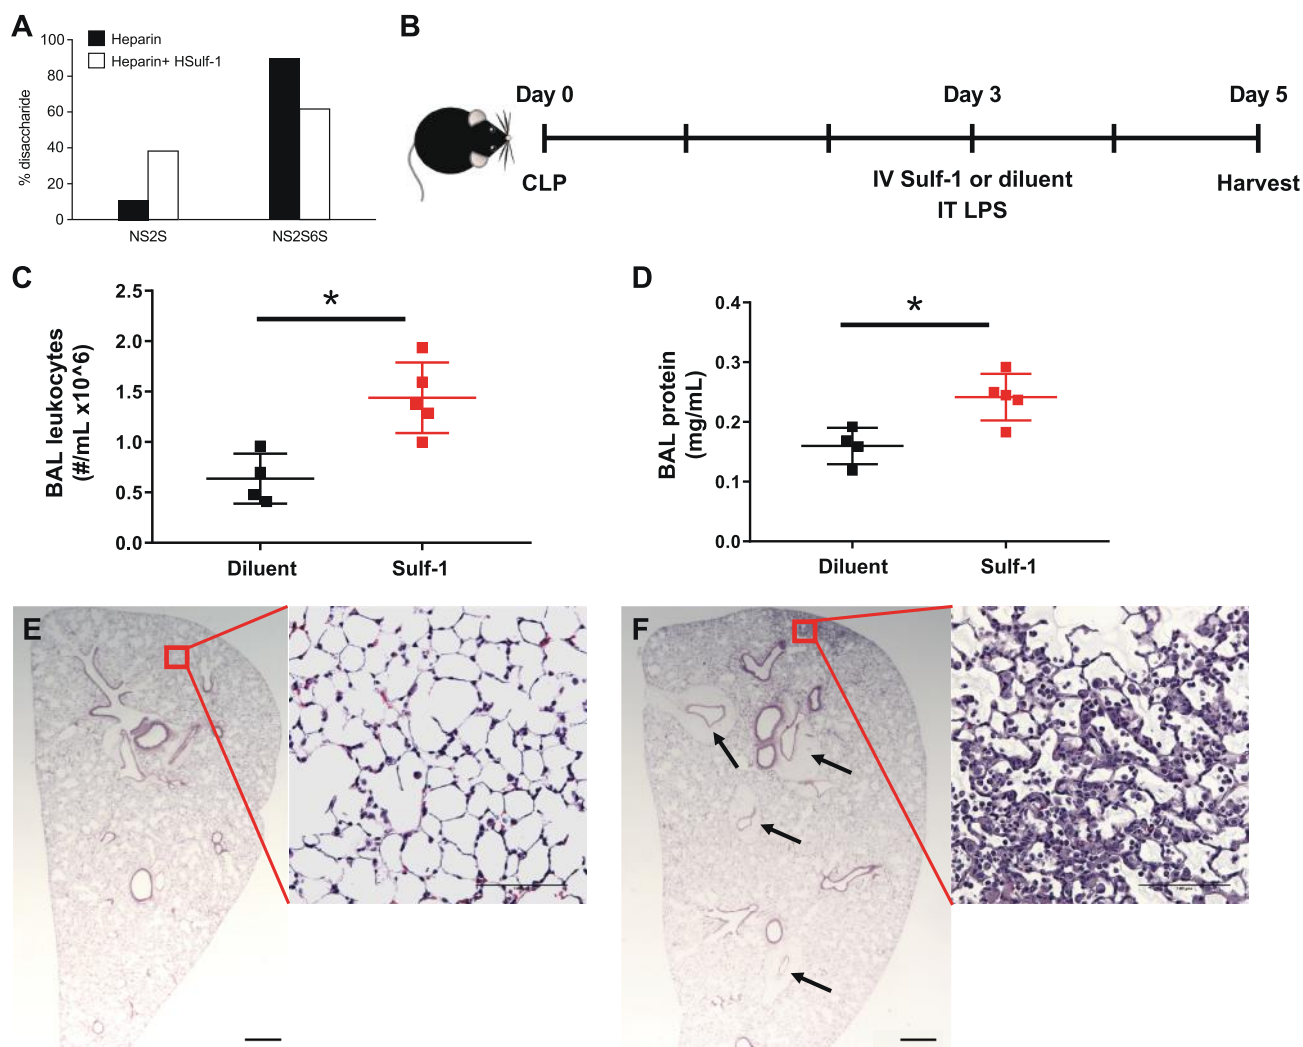 A
100
80
60
40
20
0
% disaccharide
Heparin
Heparin+ HSulf-1
NS2S
NS2S6S
B
Day 0
Day 3
Day 5
CLP
IV Sulf-1 or diluent
IT LPS
Harvest
C
2.5
2.0
1.5
1.0
0.5
0.0
BAL leukocytes
(#/mL x10^6)
*
Diluent
Sulf-1
D
0.4
0.3
0.2
0.1
0.0
BAL protein
(mg/mL)
*
Diluent
Sulf-1
E
F